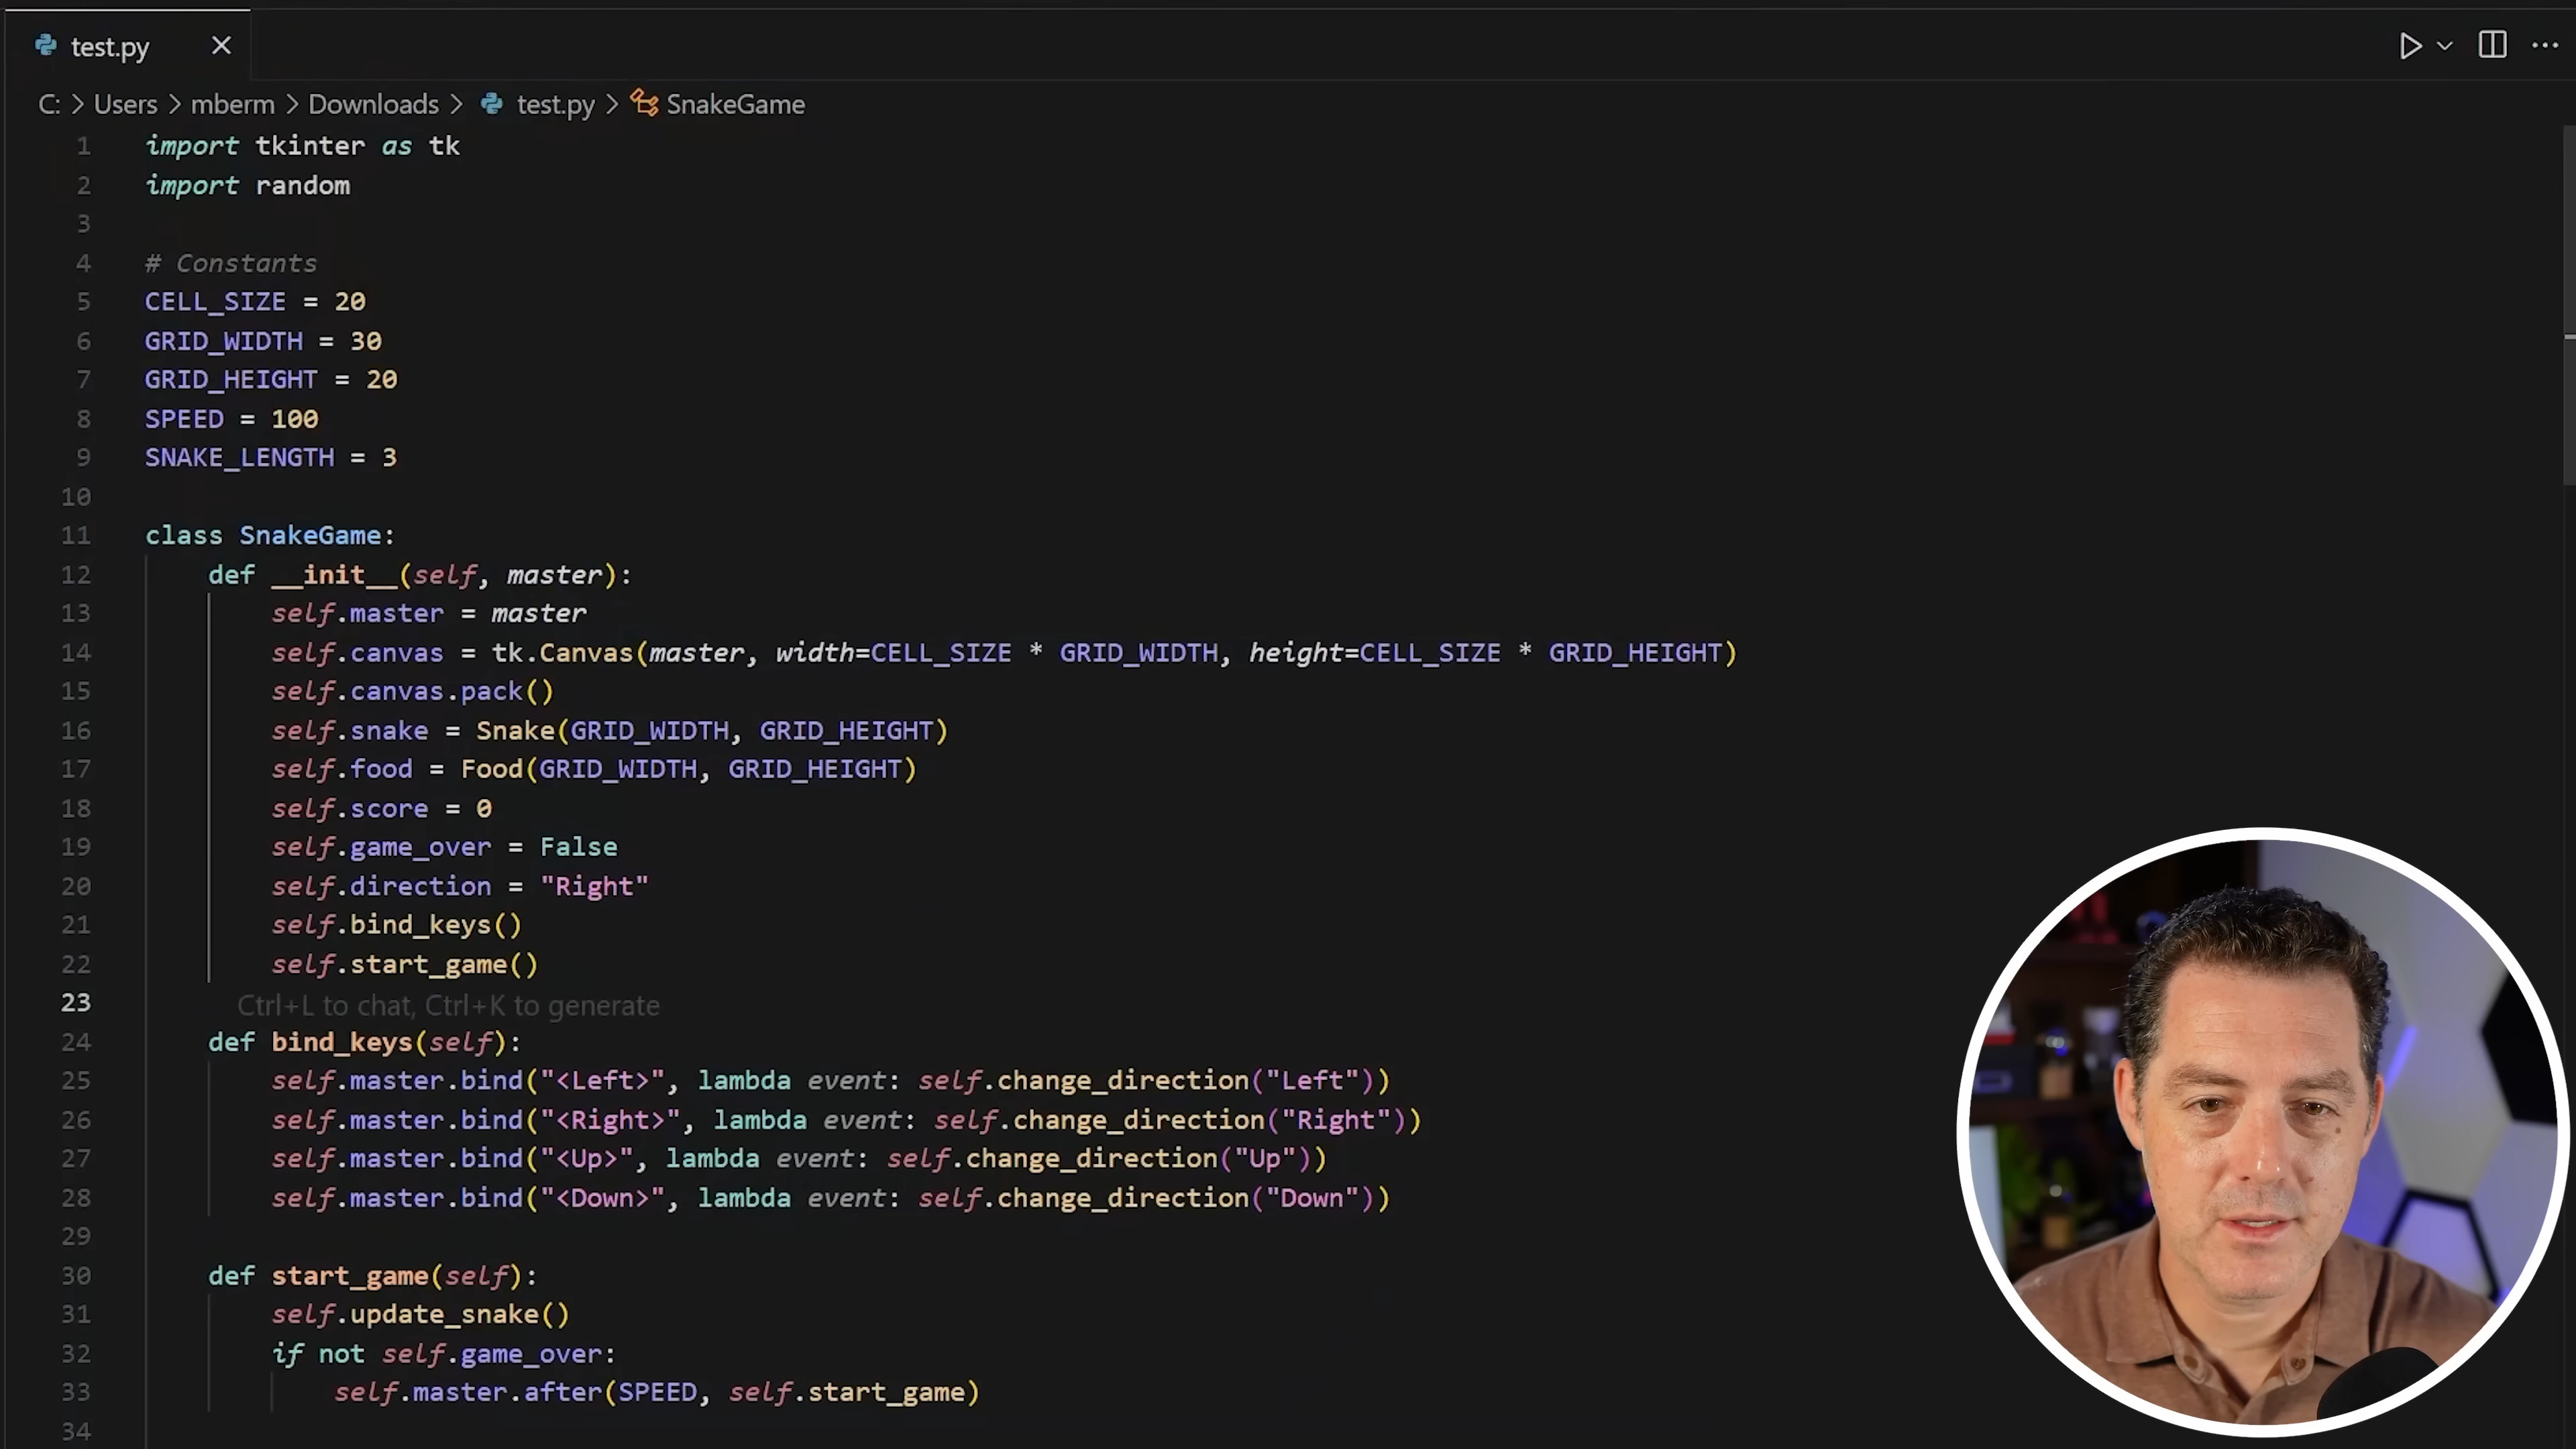 test.py
C: > Users > mberm > Downloads > test.py > SnakeGame
1 import tkinter as tk
2 import random
3
4 # Constants
5 CELL_SIZE = 20
6 GRID_WIDTH = 30
7 GRID_HEIGHT = 20
8 SPEED = 100
9 SNAKE_LENGTH = 3
10
11 class SnakeGame:
12     def __init__(self, master):
13         self.master = master
14         self.canvas = tk.Canvas(master, width=CELL_SIZE * GRID_WIDTH, height=CELL_SIZE * GRID_HEIGHT)
15         self.canvas.pack()
16         self.snake = Snake(GRID_WIDTH, GRID_HEIGHT)
17         self.food = Food(GRID_WIDTH, GRID_HEIGHT)
18         self.score = 0
19         self.game_over = False
20         self.direction = "Right"
21         self.bind_keys()
22         self.start_game()
23 Ctrl+L to chat, Ctrl+K to generate
24     def bind_keys(self):
25         self.master.bind("<Left>", lambda event: self.change_direction("Left"))
26         self.master.bind("<Right>", lambda event: self.change_direction("Right"))
27         self.master.bind("<Up>", lambda event: self.change_direction("Up"))
28         self.master.bind("<Down>", lambda event: self.change_direction("Down"))
29
30     def start_game(self):
31         self.update_snake()
32         if not self.game_over:
33             self.master.after(SPEED, self.start_game)
34